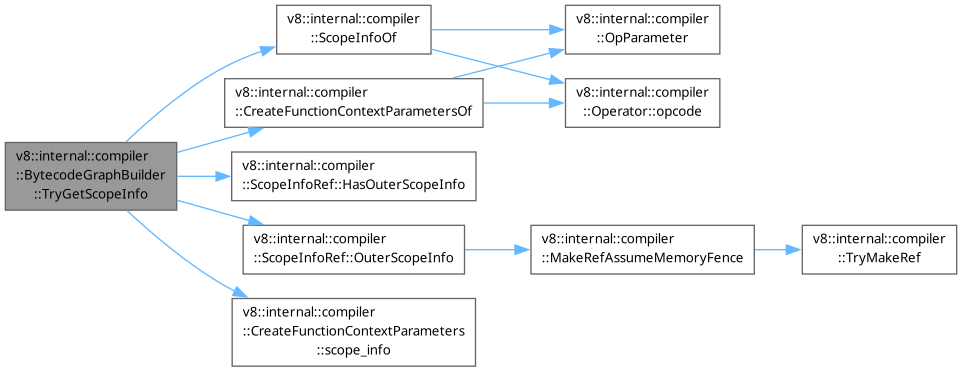 v8::internal::compiler
::BytecodeGraphBuilder
::TryGetScopeInfo
v8::internal::compiler
::ScopeInfoOf
v8::internal::compiler
::OpParameter
v8::internal::compiler
::CreateFunctionContextParametersOf
v8::internal::compiler
::Operator::opcode
v8::internal::compiler
::ScopeInfoRef::HasOuterScopeInfo
v8::internal::compiler
::ScopeInfoRef::OuterScopeInfo
v8::internal::compiler
::MakeRefAssumeMemoryFence
v8::internal::compiler
::TryMakeRef
v8::internal::compiler
::CreateFunctionContextParameters
::scope_info